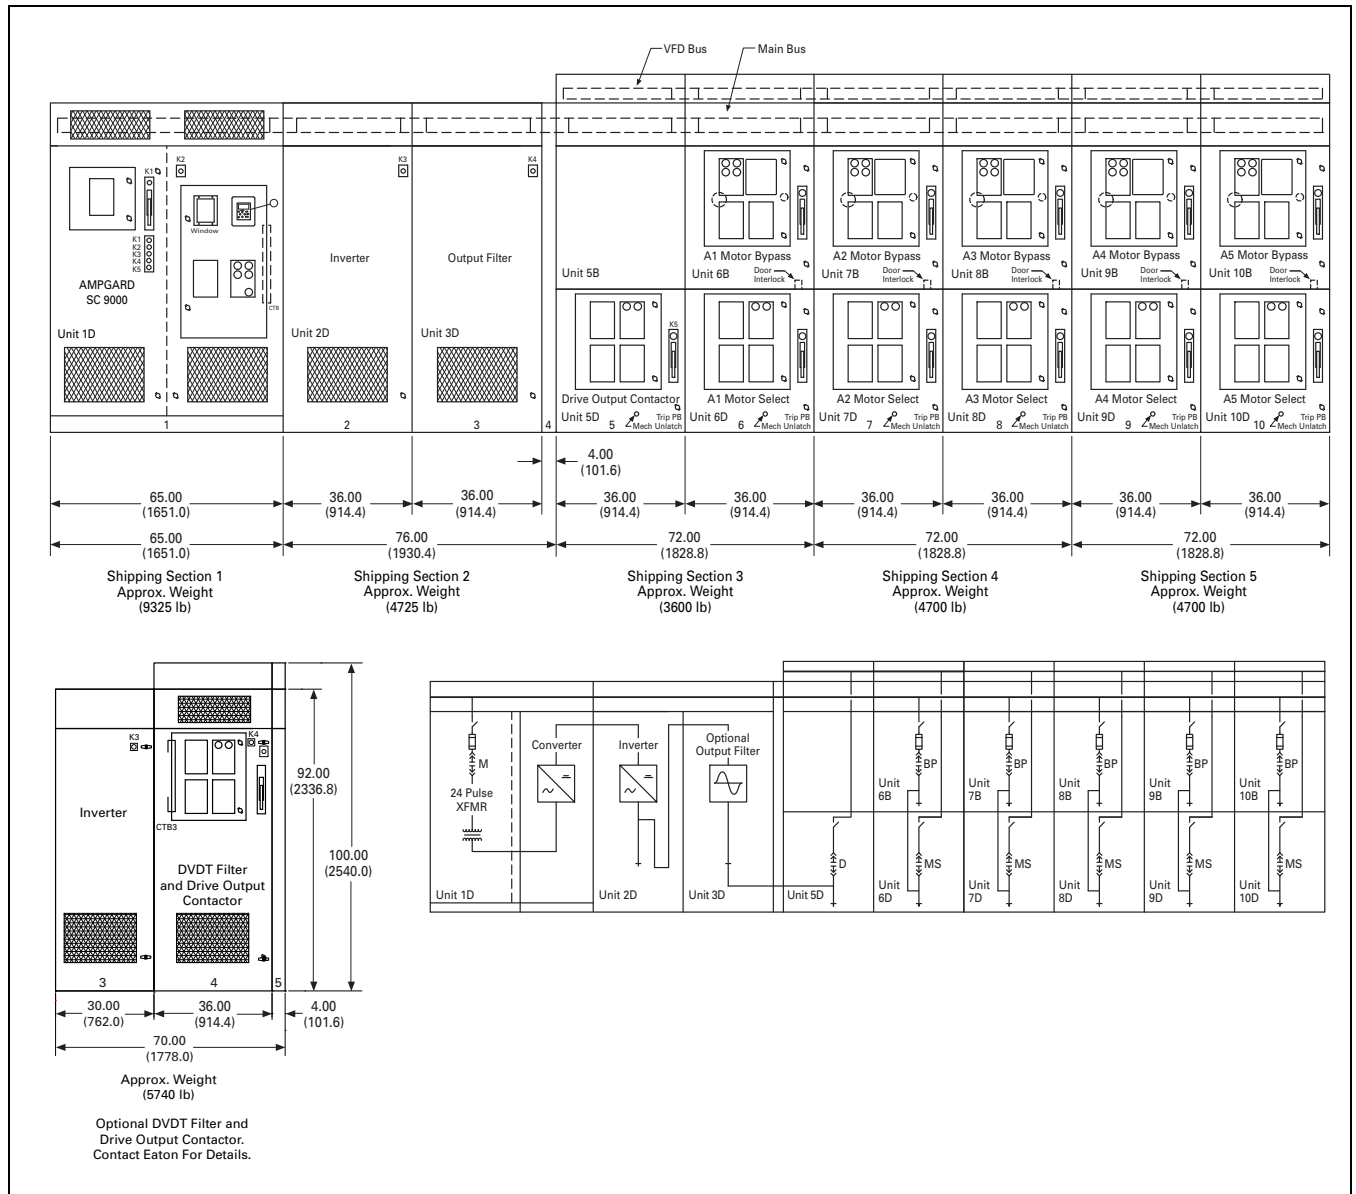 VFD Bus
Main Bus
K1
K2
K3
K4
Window
K1
K2
K3
K4
K5
AMPGARD
SC 9000
CTB
Inverter
Output Filter
Unit 1D
Unit 2D
Unit 3D
A1 Motor Bypass
A2 Motor Bypass
A3 Motor Bypass
A4 Motor Bypass
A5 Motor Bypass
Unit 5B
Unit 6B
Door
Interlock
Unit 7B
Door
Interlock
Unit 8B
Door
Interlock
Unit 9B
Door
Interlock
Unit 10B
Door
Interlock
K5
Drive Output Contactor
A1 Motor Select
A2 Motor Select
A3 Motor Select
A4 Motor Select
A5 Motor Select
Unit 5D
Trip PB
Mech Unlatch
Unit 6D
Trip PB
Mech Unlatch
Unit 7D
Trip PB
Mech Unlatch
Unit 8D
Trip PB
Mech Unlatch
Unit 9D
Trip PB
Mech Unlatch
Unit 10D
Trip PB
Mech Unlatch
1 2 3 4 5 6 7 8 9 10
4.00
(101.6)
65.00
(1651.0)
36.00
(914.4)
36.00
(914.4)
36.00
(914.4)
36.00
(914.4)
36.00
(914.4)
36.00
(914.4)
36.00
(914.4)
36.00
(914.4)
65.00
(1651.0)
76.00
(1930.4)
72.00
(1828.8)
72.00
(1828.8)
72.00
(1828.8)
Shipping Section 1
Approx. Weight
(9325 lb)
Shipping Section 2
Approx. Weight
(4725 lb)
Shipping Section 3
Approx. Weight
(3600 lb)
Shipping Section 4
Approx. Weight
(4700 lb)
Shipping Section 5
Approx. Weight
(4700 lb)
K3
K4
Inverter
CTB3
DVDT Filter
and Drive Output
Contactor
3 4 5
92.00
(2336.8)
100.00
(2540.0)
30.00
(762.0)
36.00
(914.4)
4.00
(101.6)
70.00
(1778.0)
Approx. Weight
(5740 lb)
Optional DVDT Filter and
Drive Output Contactor.
Contact Eaton For Details.
M
24 Pulse
XFMR
Converter
Inverter
Optional
Output Filter
Unit 1D
Unit 2D
Unit 3D
D
Unit 5D
BP
Unit
6B
BP
Unit
7B
BP
Unit
8B
BP
Unit
9B
BP
Unit
10B
MS
Unit
6D
MS
Unit
7D
MS
Unit
8D
MS
Unit
9D
MS
Unit
10D